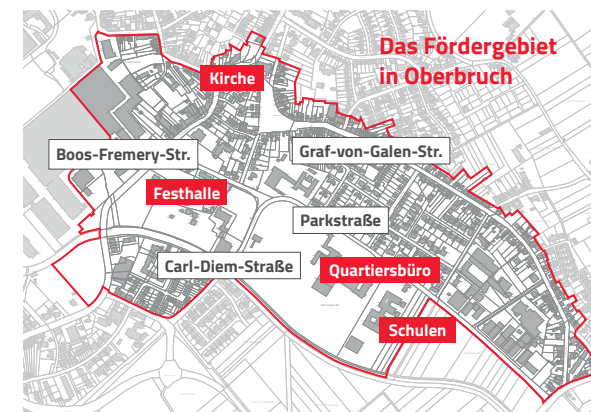 Das Fördergebiet
in Oberbruch
Kirche
Boos-Fremery-Str.
Graf-von-Galen-Str.
Festhalle
Parkstraße
Carl-Diem-Straße
Quartiersbüro
Schulen